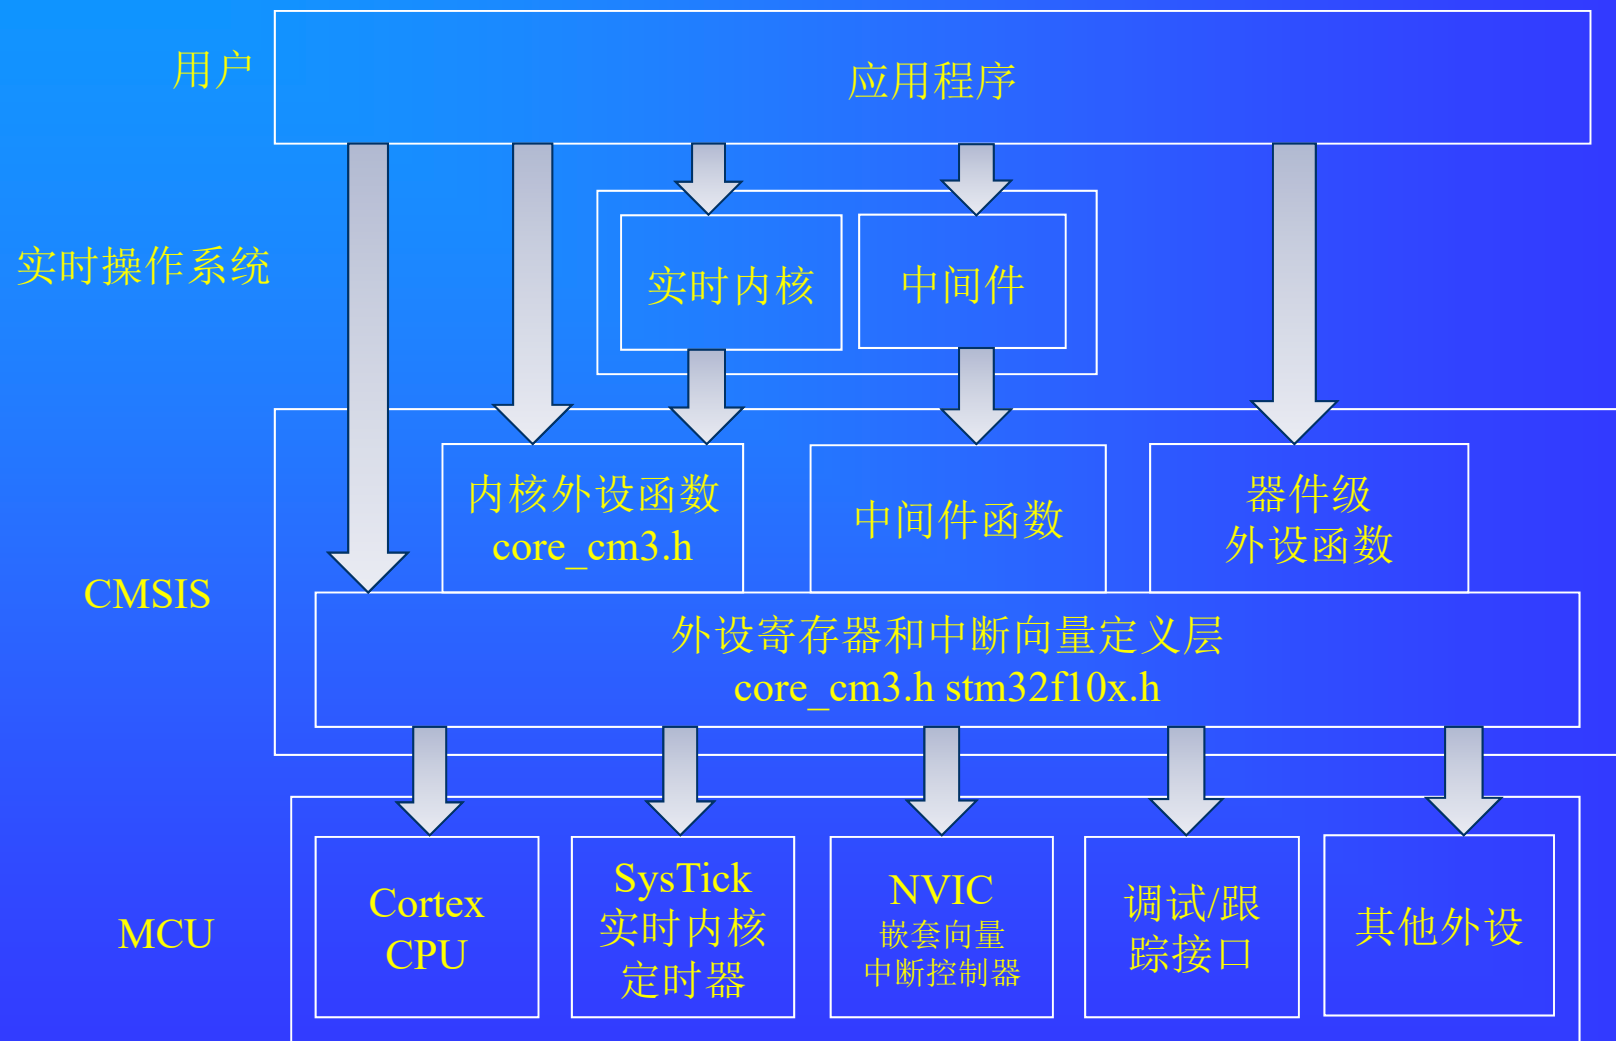 用户
应用程序
实时操作系统
实时内核
中间件
CMSIS
内核外设函数
core_cm3.h
中间件函数
器件级
外设函数
外设寄存器和中断向量定义层
core_cm3.h stm32f10x.h
MCU
Cortex
CPU
SysTick
实时内核
定时器
NVIC
嵌套向量
中断控制器
调试/跟
踪接口
其他外设